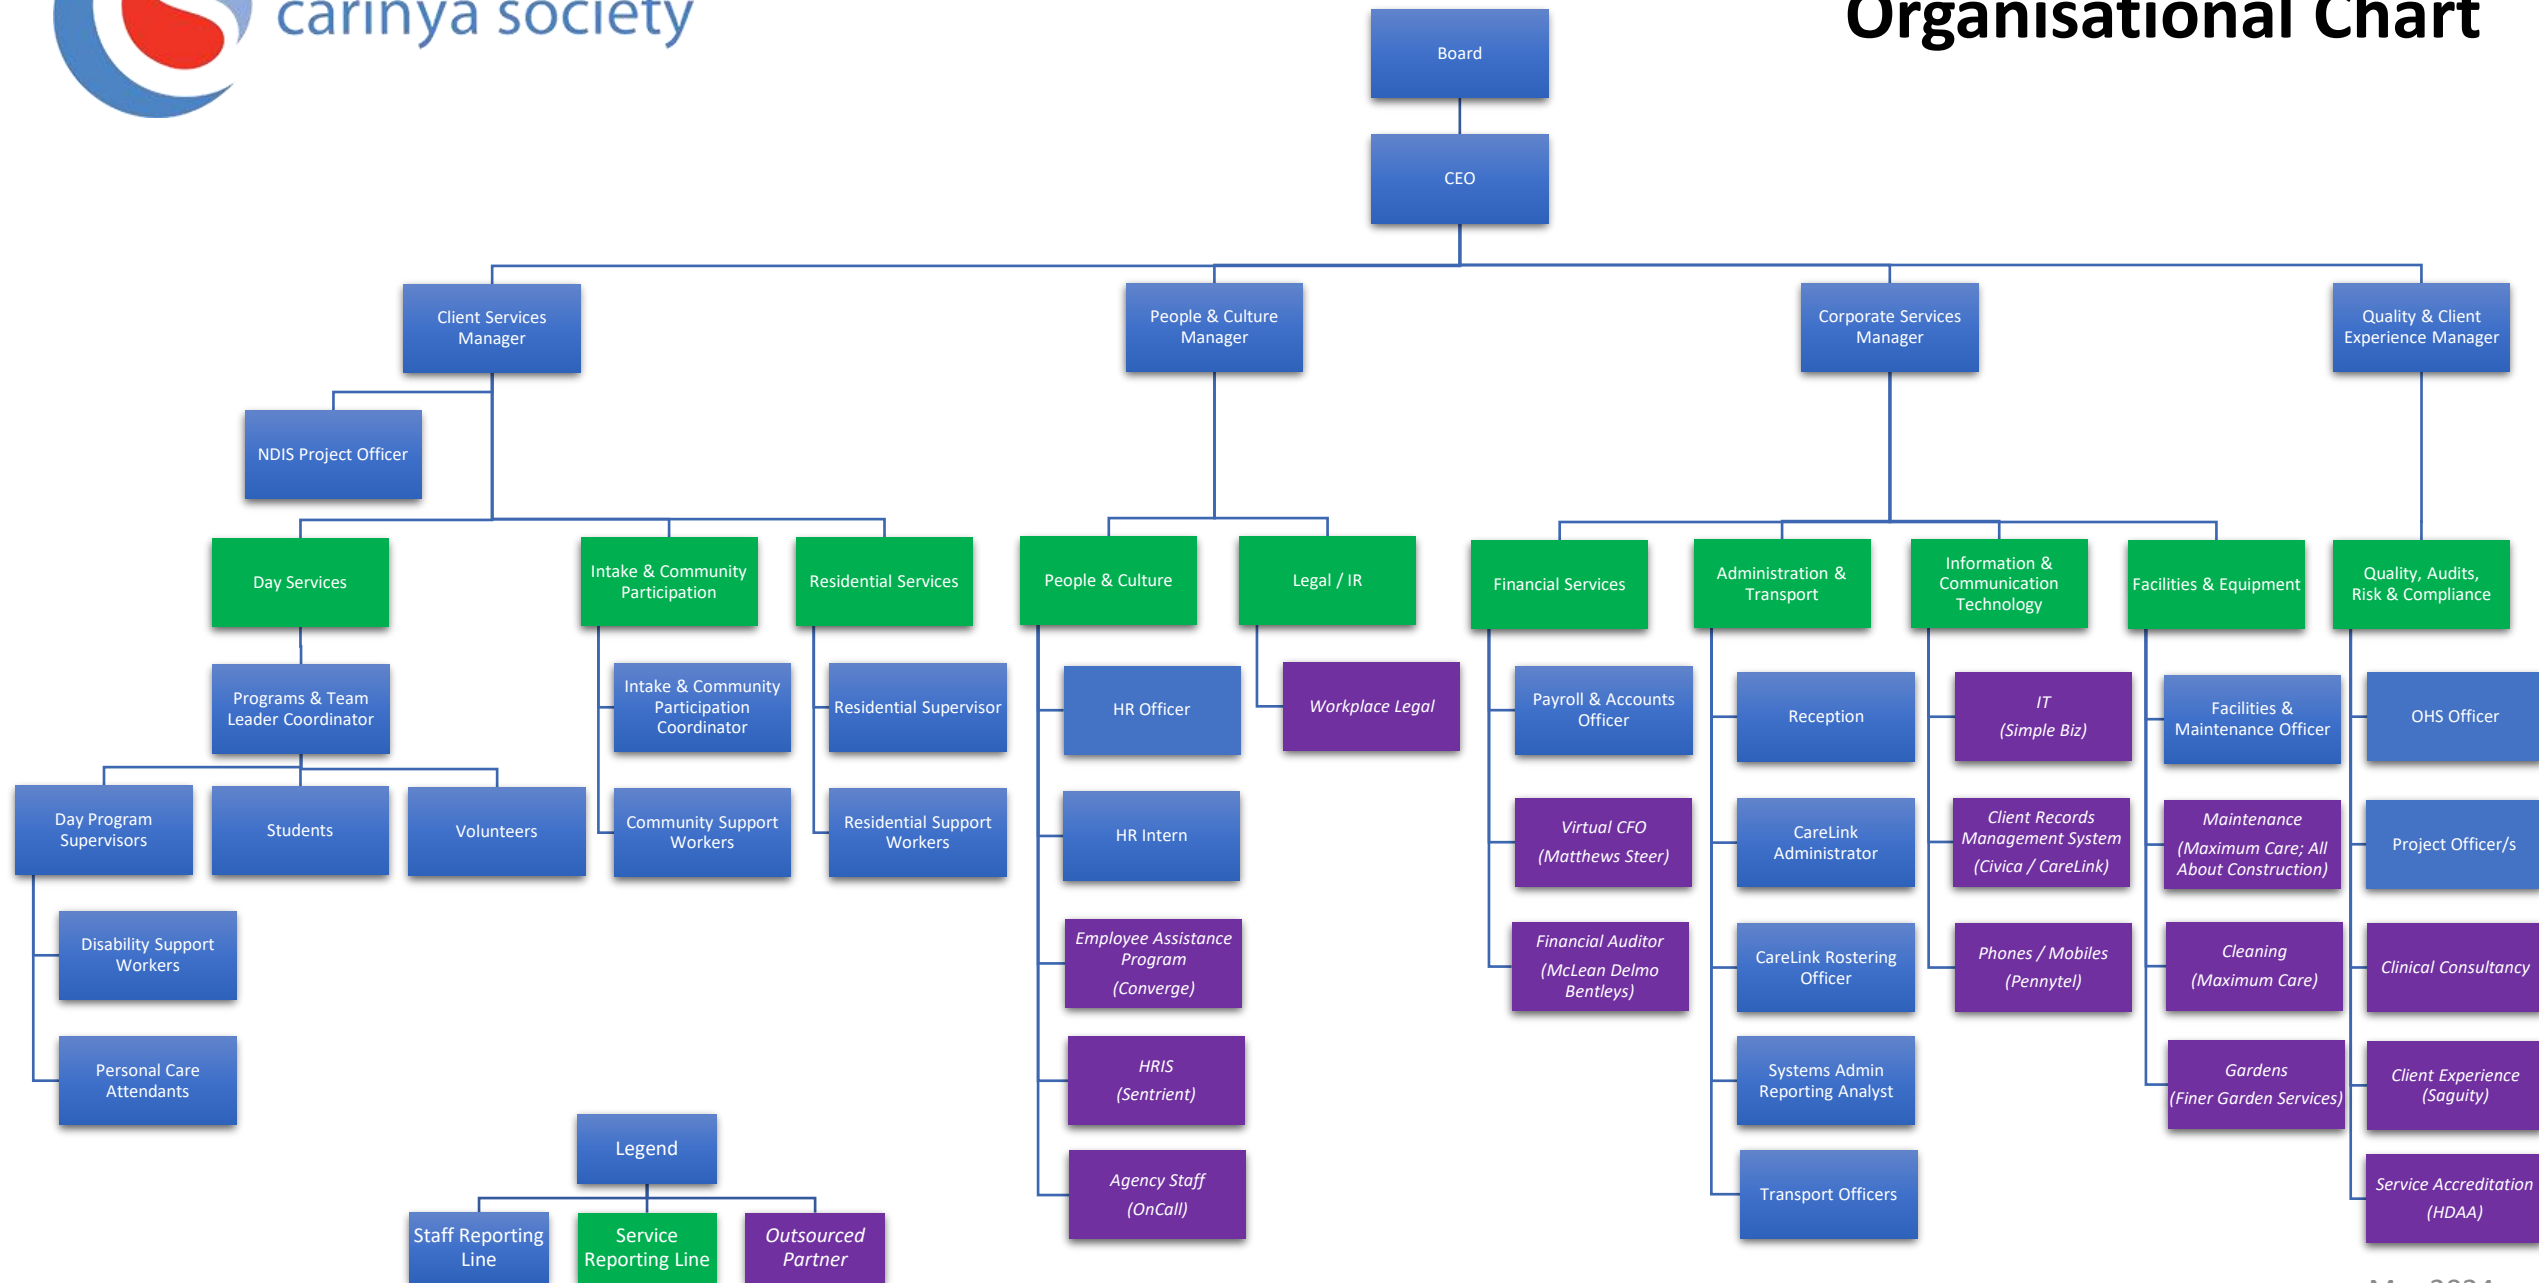 carinya society
Organisational Chart
Board
CEO
Client Services
Manager
People & Culture
Manager
Corporate Services
Manager
Quality & Client
Experience Manager
NDIS Project Officer
Day Services
Intake & Community
Participation
Residential Services
People & Culture
Legal / IR
Financial Services
Administration &
Transport
Information &
Communication
Technology
Facilities & Equipment
Quality, Audits,
Risk & Compliance
Programs & Team
Leader Coordinator
Intake & Community
Participation
Coordinator
Residential Supervisor
HR Officer
Workplace Legal
Payroll & Accounts
Officer
Reception
IT
(Simple Biz)
Facilities &
Maintenance Officer
OHS Officer
Day Program
Supervisors
Students
Volunteers
Community Support
Workers
Residential Support
Workers
HR Intern
Virtual CFO
(Matthews Steer)
CareLink
Administrator
Client Records
Management System
(Civica / CareLink)
Maintenance
(Maximum Care; All
About Construction)
Project Officer/s
Disability Support
Workers
Employee Assistance
Program
(Converge)
Financial Auditor
(McLean Delmo
Bentleys)
CareLink Rostering
Officer
Phones / Mobiles
(Pennytel)
Cleaning
(Maximum Care)
Clinical Consultancy
Personal Care
Attendants
HRIS
(Sentrient)
Systems Admin
Reporting Analyst
Gardens
(Finer Garden Services)
Client Experience
(Saguity)
Agency Staff
(OnCall)
Transport Officers
Service Accreditation
(HDAA)
Legend
Staff Reporting
Line
Service
Reporting Line
Outsourced
Partner